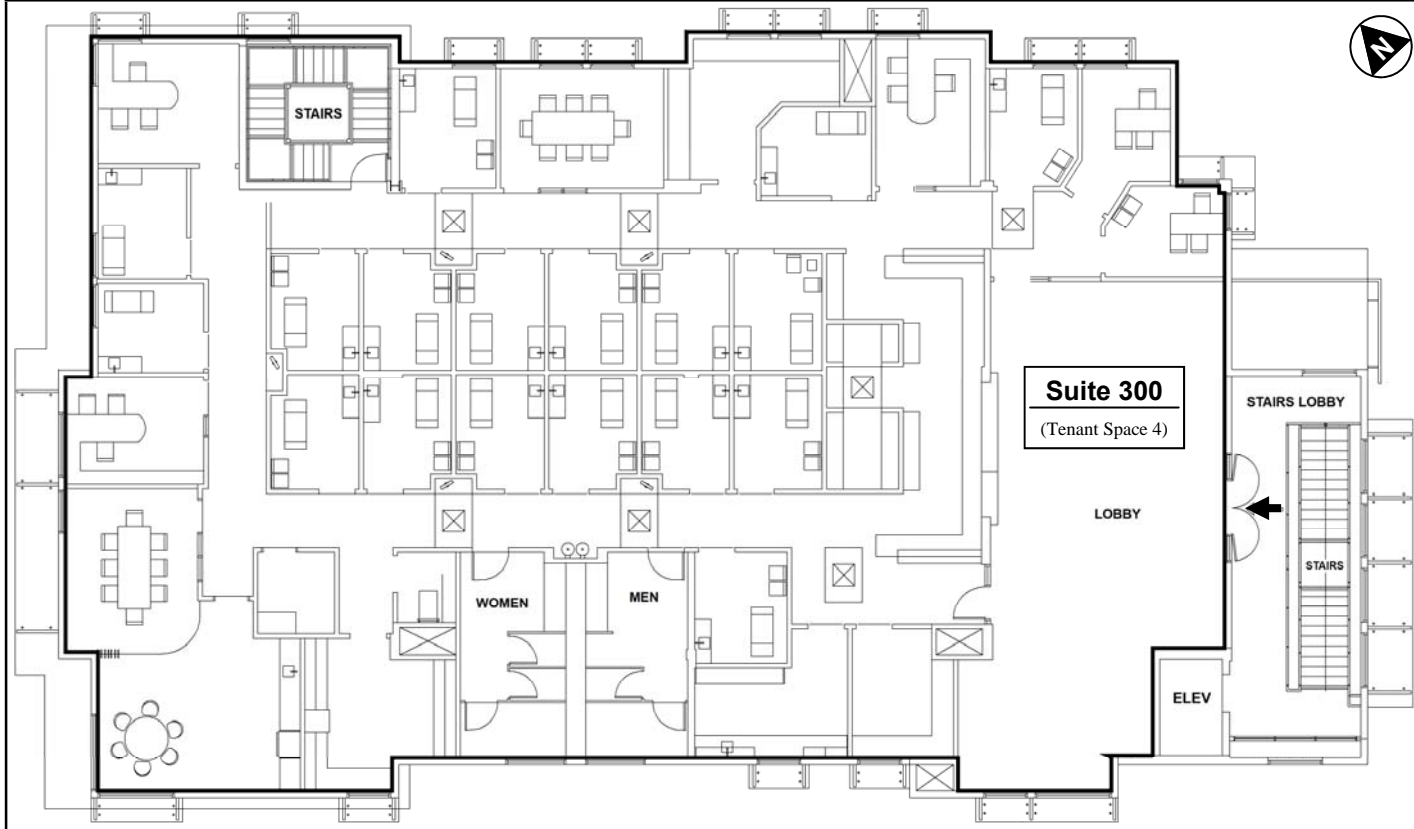 N
STAIRS
Suite 300
(Tenant Space 4)
STAIRS LOBBY
LOBBY
STAIRS
WOMEN
MEN
ELEV